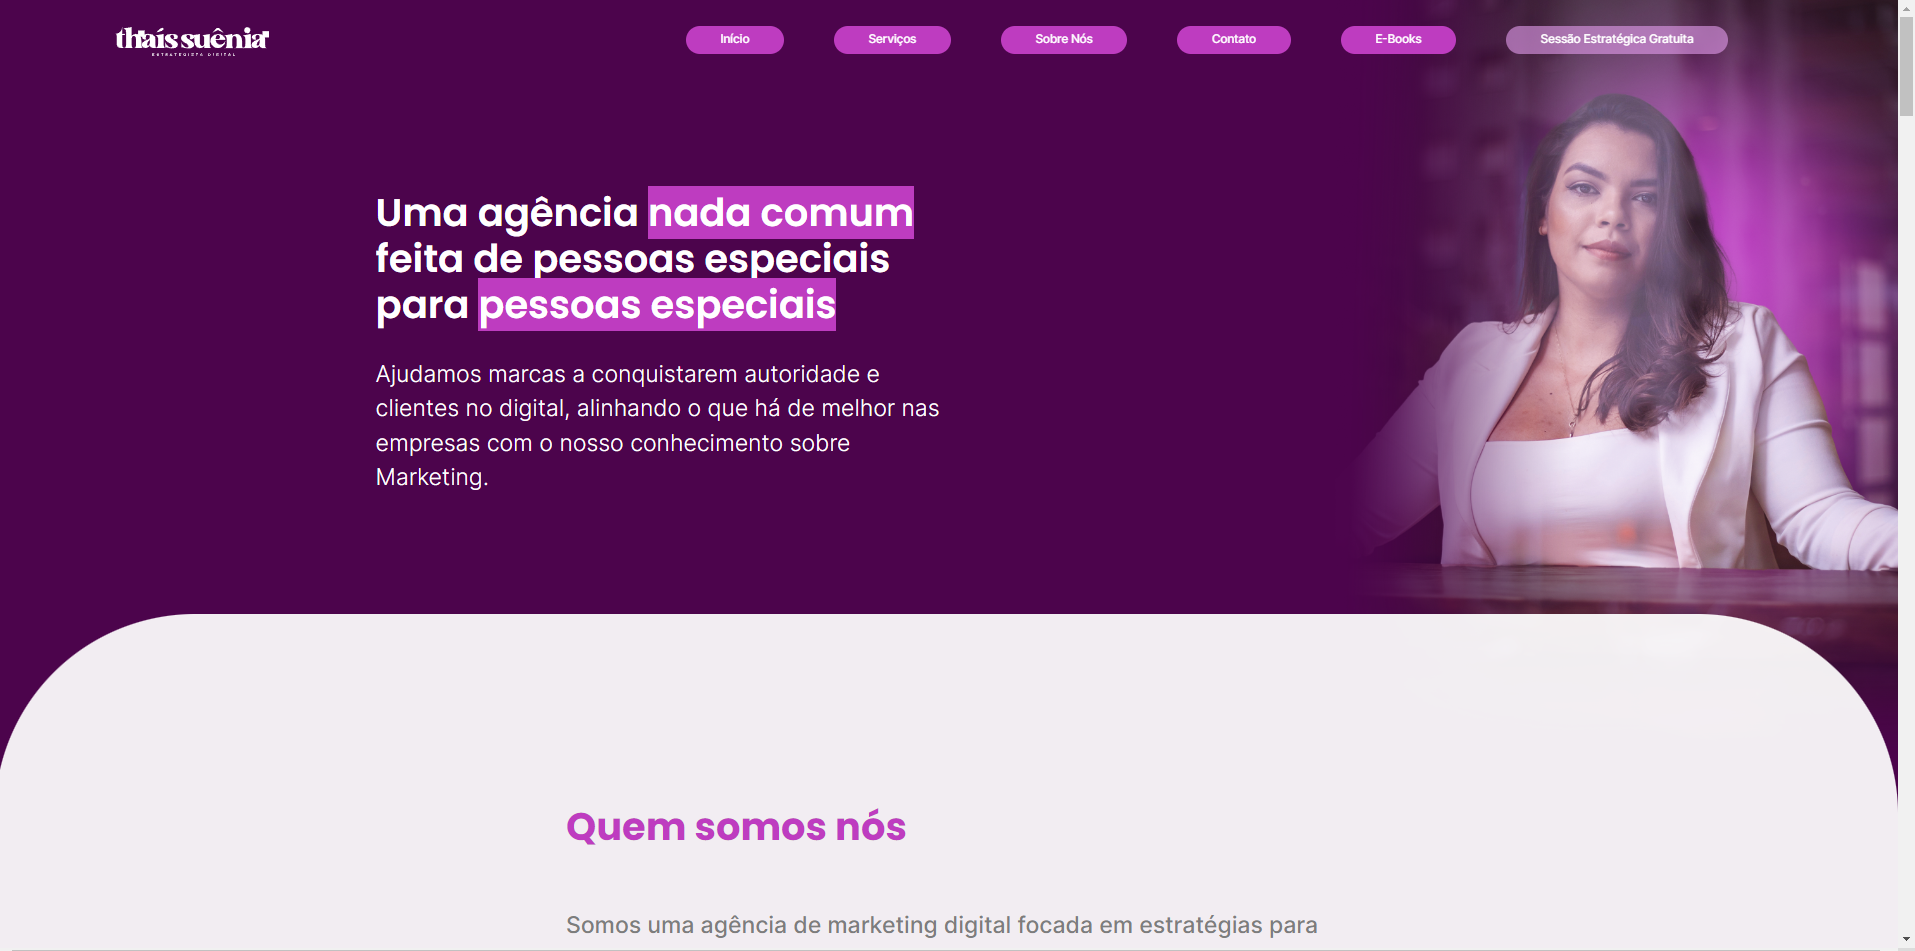 thaís suênia
ESTRATEGISTA DIGITAL
Início
Serviços
Sobre Nós
Contato
E-Books
Sessão Estratégica Gratuita
Uma agência nada comum
feita de pessoas especiais
para pessoas especiais
Ajudamos marcas a conquistarem autoridade e
clientes no digital, alinhando o que há de melhor nas
empresas com o nosso conhecimento sobre
Marketing.
Quem somos nós
Somos uma agência de marketing digital focada em estratégias para